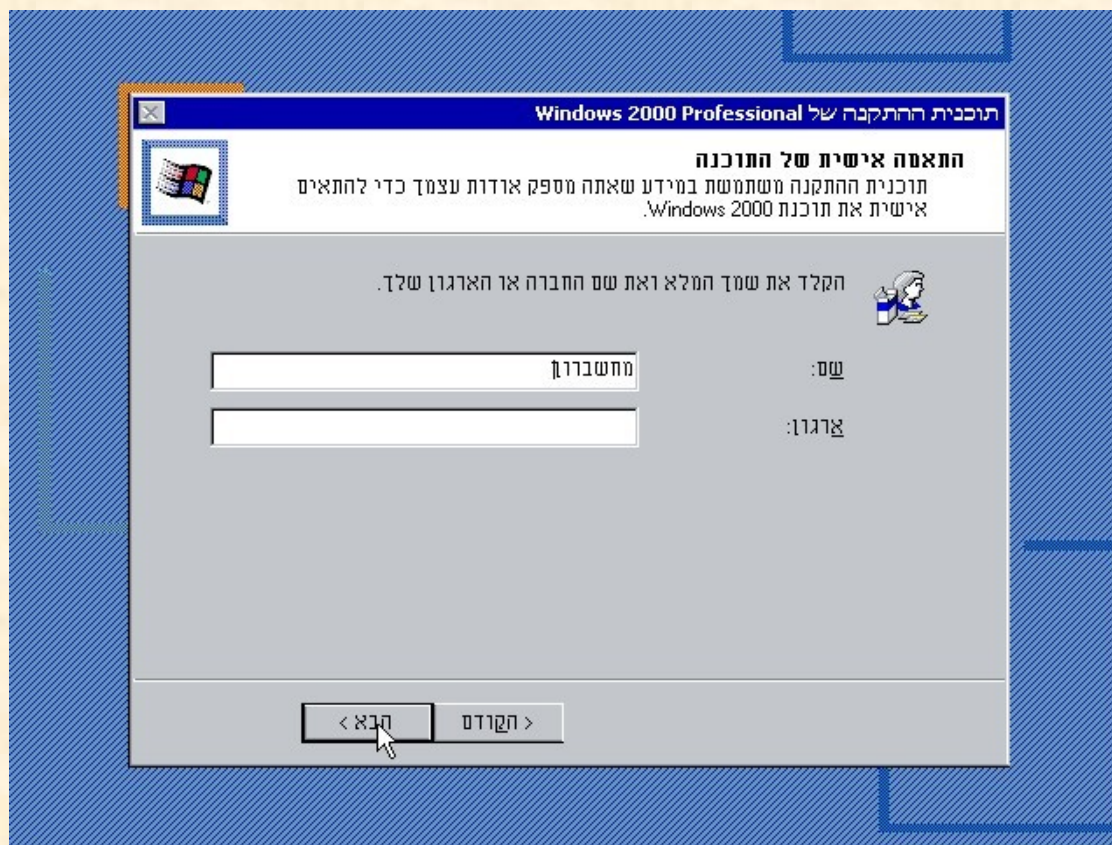 תוכנית ההתקנה של Windows 2000 Professional
התאמה אישית של התוכנה
תוכנית ההתקנה משתמשת במידע שאתה מספק אודות עצמך כדי להתאים
אישית את תוכנת Windows 2000.
הקלד את שמך המלא ואת שם החברה או הארגון שלך.
שם: מחשברון
ארגון:
< הקודם הבא >